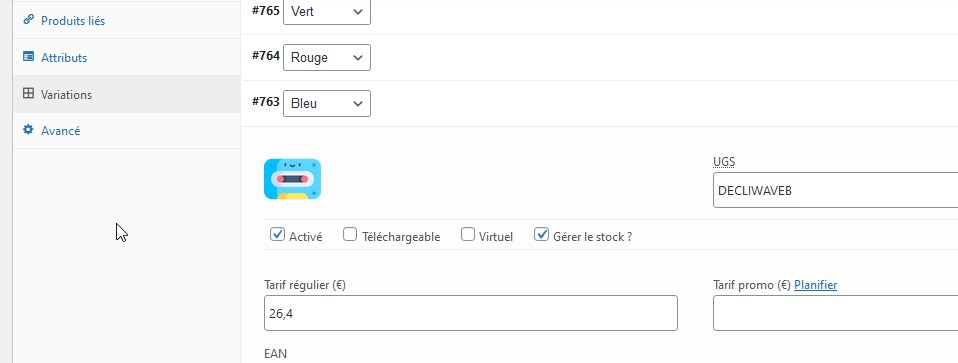 Produits liés
Attributs
Variations
Avancé
#765 Vert
#764 Rouge
#763 Bleu
UGS
DECLIWAVEB
Activé Téléchargeable Virtuel Gérer le stock ?
Tarif régulier (€) Tarif promo (€) Planifier
26,4
EAN